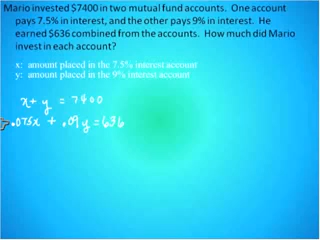 Mario invested $7400 in two mutual fund accounts. One account
pays 7.5% in interest, and the other pays 9% in interest. He
earned $636 combined from the accounts. How much did Mario
invest in each account?
x: amount placed in the 7.5% interest account
y: amount placed in the 9% interest account
x + y = 7400
.075x + .09y = 636